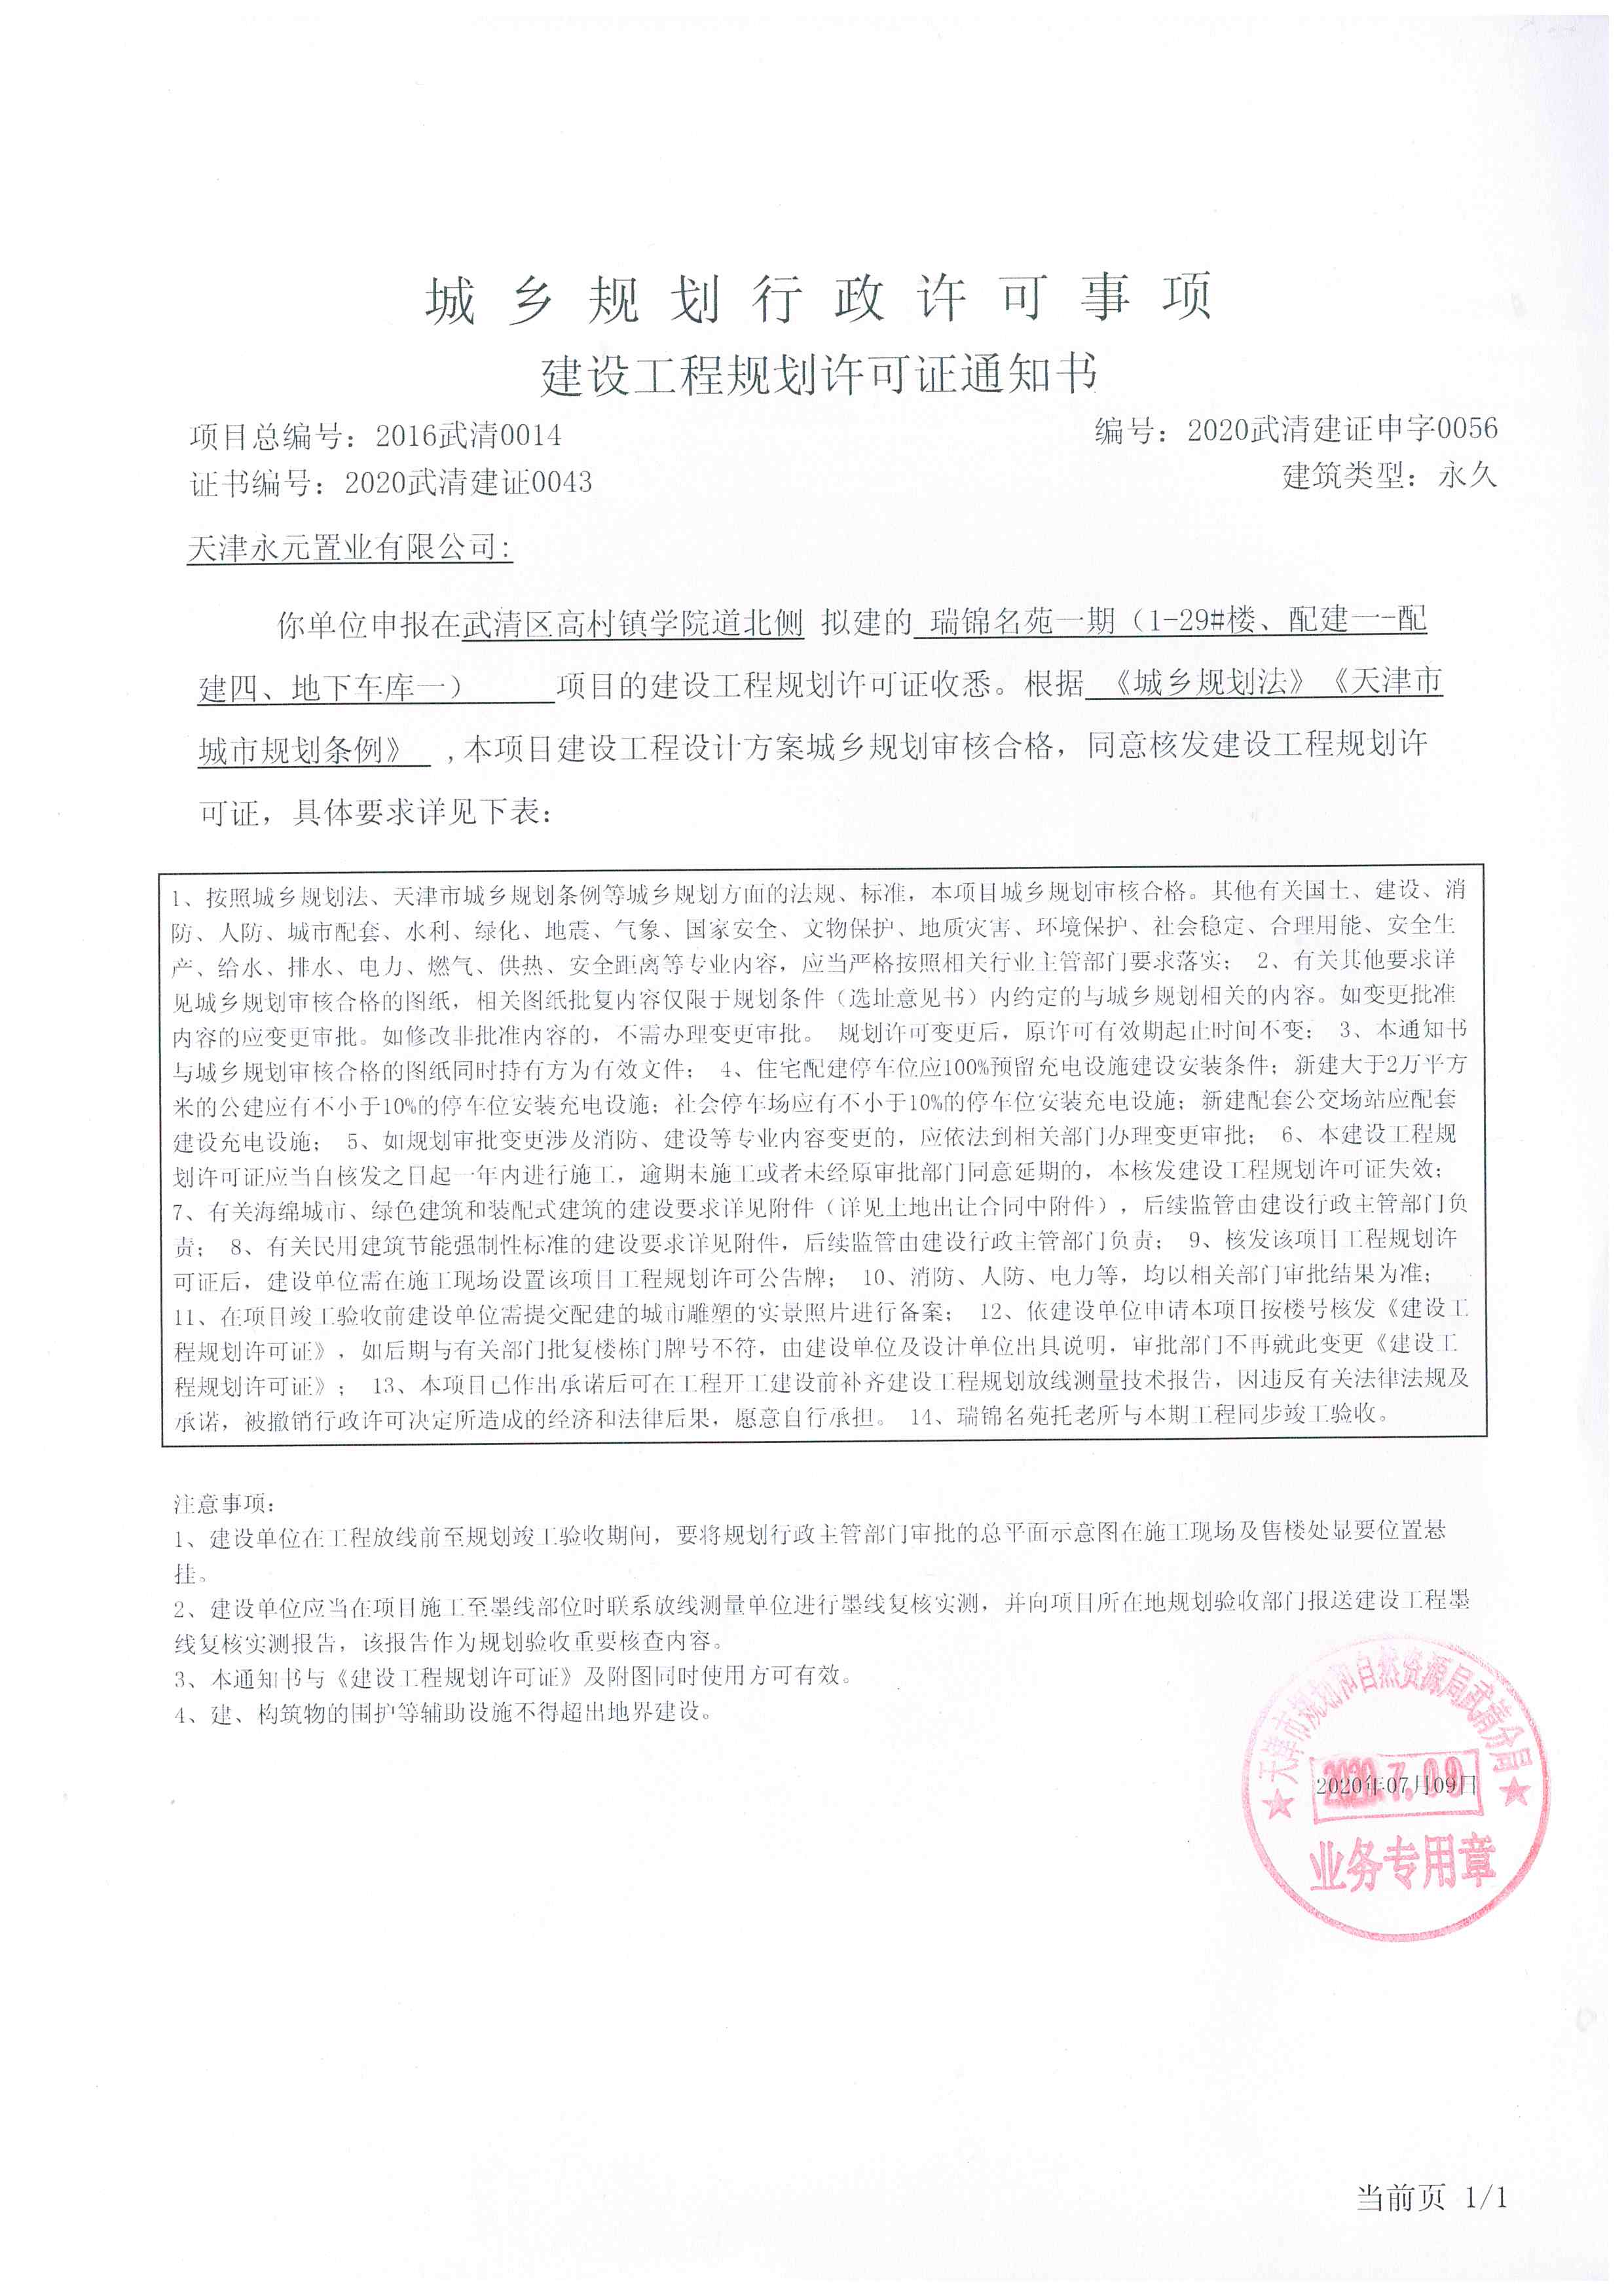 城乡规划行政许可事项
建设工程规划许可证通知书
项目总编号：2016武清0014
编号：2020武清建证申字0056
证书编号：2020武清建证0043
建筑类型：永久
天津永元置业有限公司：
你单位申报在武清区高村镇学院道北侧 拟建的 瑞锦名苑一期（1-29#楼、配建一-配
建四、地下车库一） 项目的建设工程规划许可证收悉。根据 《城乡规划法》《天津市
城市规划条例》 ,本项目建设工程设计方案城乡规划审核合格，同意核发建设工程规划许
可证，具体要求详见下表：
1、按照城乡规划法、天津市城乡规划条例等城乡规划方面的法规、标准，本项目城乡规划审核合格。其他有关国土、建设、消
防、人防、城市配套、水利、绿化、地震、气象、国家安全、文物保护、地质灾害、环境保护、社会稳定、合理用能、安全生
产、给水、排水、电力、燃气、供热、安全距离等专业内容，应当严格按照相关行业主管部门要求落实； 2、有关其他要求详
见城乡规划审核合格的图纸，相关图纸批复内容仅限于规划条件（选址意见书）内约定的与城乡规划相关的内容。如变更批准
内容的应变更审批。如修改非批准内容的，不需办理变更审批。 规划许可变更后，原许可有效期起止时间不变； 3、本通知书
与城乡规划审核合格的图纸同时持有方为有效文件； 4、住宅配建停车位应100%预留充电设施建设安装条件；新建大于2万平方
米的公建应有不小于10%的停车位安装充电设施；社会停车场应有不小于10%的停车位安装充电设施；新建配套公交场站应配套
建设充电设施； 5、如规划审批变更涉及消防、建设等专业内容变更的，应依法到相关部门办理变更审批； 6、本建设工程规
划许可证应当自核发之日起一年内进行施工，逾期未施工或者未经原审批部门同意延期的，本核发建设工程规划许可证失效；
7、有关海绵城市、绿色建筑和装配式建筑的建设要求详见附件（详见土地出让合同中附件），后续监管由建设行政主管部门负
责； 8、有关民用建筑节能强制性标准的建设要求详见附件，后续监管由建设行政主管部门负责； 9、核发该项目工程规划许
可证后，建设单位需在施工现场设置该项目工程规划许可公告牌； 10、消防、人防、电力等，均以相关部门审批结果为准；
11、在项目竣工验收前建设单位需提交配建的城市雕塑的实景照片进行备案； 12、依建设单位申请本项目按楼号核发《建设工
程规划许可证》，如后期与有关部门批复楼栋门牌号不符，由建设单位及设计单位出具说明，审批部门不再就此变更《建设工
程规划许可证》； 13、本项目已作出承诺后可在工程开工建设前补齐建设工程规划放线测量技术报告，因违反有关法律法规及
承诺，被撤销行政许可决定所造成的经济和法律后果，愿意自行承担。 14、瑞锦名苑托老所与本期工程同步竣工验收。
注意事项：
1、建设单位在工程放线前至规划竣工验收期间，要将规划行政主管部门审批的总平面示意图在施工现场及售楼处显要位置悬
挂。
2、建设单位应当在项目施工至墨线部位时联系放线测量单位进行墨线复核实测，并向项目所在地规划验收部门报送建设工程墨
线复核实测报告，该报告作为规划验收重要核查内容。
3、本通知书与《建设工程规划许可证》及附图同时使用方可有效。
4、建、构筑物的围护等辅助设施不得超出地界建设。
天津市规划和自然资源局武清分局
2020.7.09
2020年07月09日
业务专用章
当前页 1/1